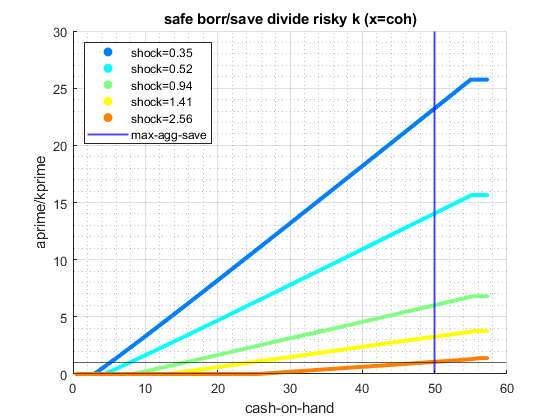 safe borr/save divide risky k (x=coh)
30
25
20
15
10
5
0
aprime/kprime
shock=0.35
shock=0.52
shock=0.94
shock=1.41
shock=2.56
max-agg-save
0 10 20 30 40 50 60
cash-on-hand